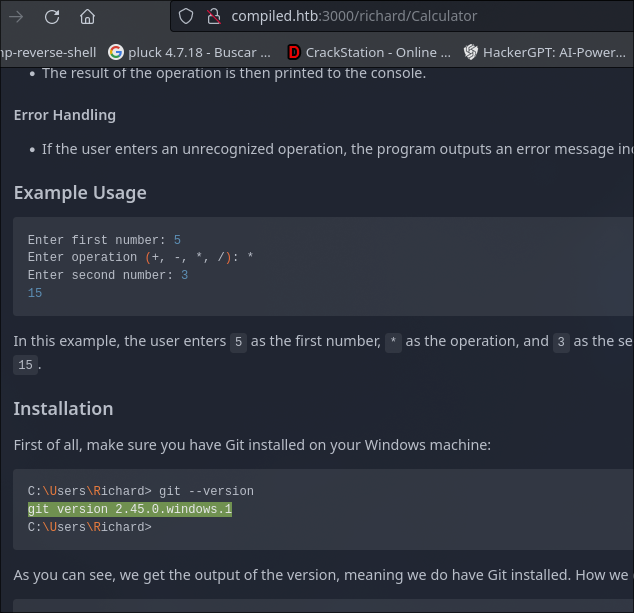 compiled.htb:3000/richard/Calculator
np-reverse-shell pluck 4.7.18 - Buscar ... CrackStation - Online ... HackerGPT: AI-Power...
• The result of the operation is then printed to the console.
Error Handling
• If the user enters an unrecognized operation, the program outputs an error message in
Example Usage
Enter first number: 5
Enter operation (+, -, *, /): *
Enter second number: 3
15
In this example, the user enters 5 as the first number, * as the operation, and 3 as the se
15.
Installation
First of all, make sure you have Git installed on your Windows machine:
C:\Users\Richard> git --version
git version 2.45.0.windows.1
C:\Users\Richard>
As you can see, we get the output of the version, meaning we do have Git installed. How we